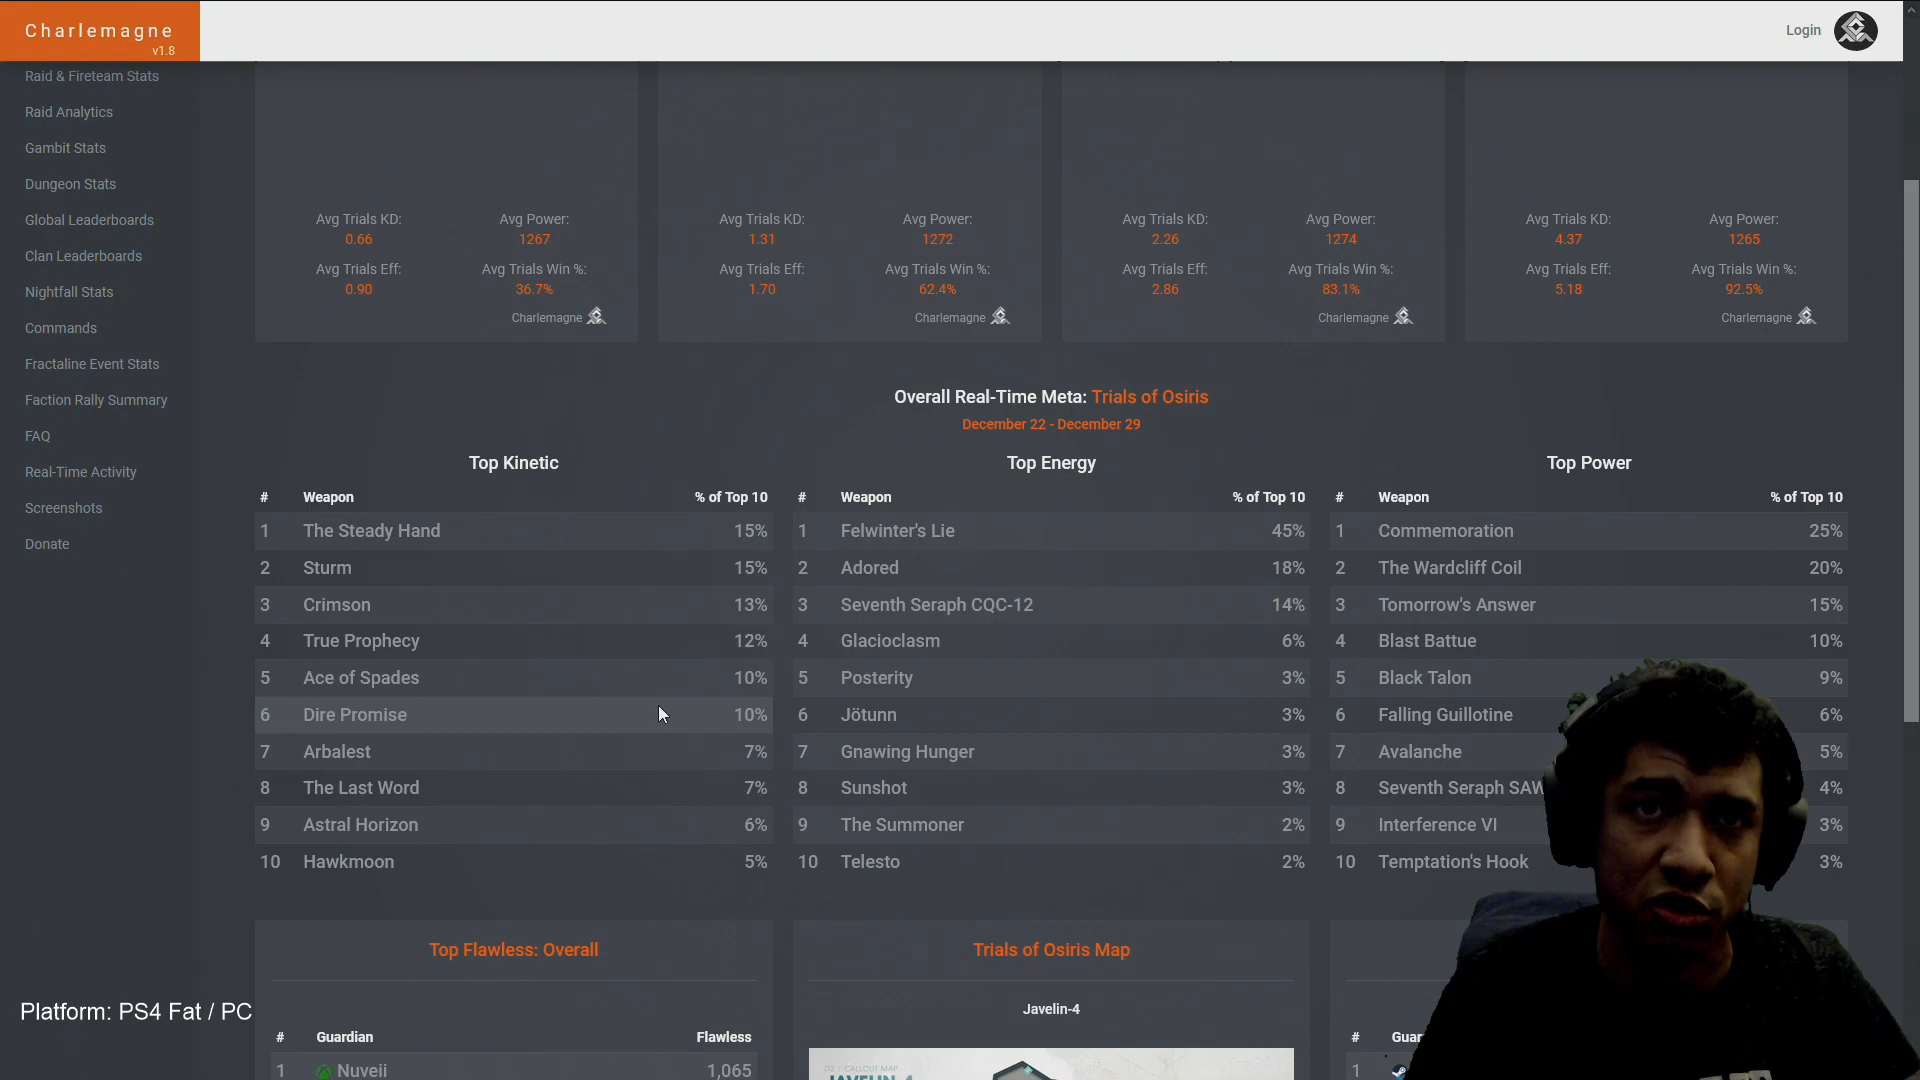 Charlemagne
v1.8
Login
Raid & Fireteam Stats
Raid Analytics
Gambit Stats
Dungeon Stats
Global Leaderboards
Clan Leaderboards
Nightfall Stats
Commands
Fractaline Event Stats
Faction Rally Summary
FAQ
Real-Time Activity
Screenshots
Donate
Avg Trials KD: Avg Power:
0.66 1267
Avg Trials Eff: Avg Trials Win %:
0.90 36.7%
Charlemagne
Avg Trials KD: Avg Power:
1.31 1272
Avg Trials Eff: Avg Trials Win %:
1.70 62.4%
Charlemagne
Avg Trials KD: Avg Power:
2.26 1274
Avg Trials Eff: Avg Trials Win %:
2.86 83.1%
Charlemagne
Avg Trials KD: Avg Power:
4.37 1265
Avg Trials Eff: Avg Trials Win %:
5.18 92.5%
Charlemagne
Overall Real-Time Meta: Trials of Osiris
December 22 - December 29
Top Kinetic
# Weapon % of Top 10
1 The Steady Hand 15%
2 Sturm 15%
3 Crimson 13%
4 True Prophecy 12%
5 Ace of Spades 10%
6 Dire Promise 10%
7 Arbalest 7%
8 The Last Word 7%
9 Astral Horizon 6%
10 Hawkmoon 5%
Top Energy
# Weapon % of Top 10
1 Felwinter's Lie 45%
2 Adored 18%
3 Seventh Seraph CQC-12 14%
4 Glacioclasm 6%
5 Posterity 3%
6 Jötunn 3%
7 Gnawing Hunger 3%
8 Sunshot 3%
9 The Summoner 2%
10 Telesto 2%
Top Power
# Weapon % of Top 10
1 Commemoration 25%
2 The Wardcliff Coil 20%
3 Tomorrow's Answer 15%
4 Blast Battue 10%
5 Black Talon 9%
6 Falling Guillotine 6%
7 Avalanche 5%
8 Seventh Seraph SAW 4%
9 Interference VI 3%
10 Temptation's Hook 3%
Top Flawless: Overall
# Guardian Flawless
1 Nuveii 1,065
Trials of Osiris Map
Javelin-4
D2 : CALLOUT MAP
JAVELIN-4
# Guar
1
Platform: PS4 Fat / PC